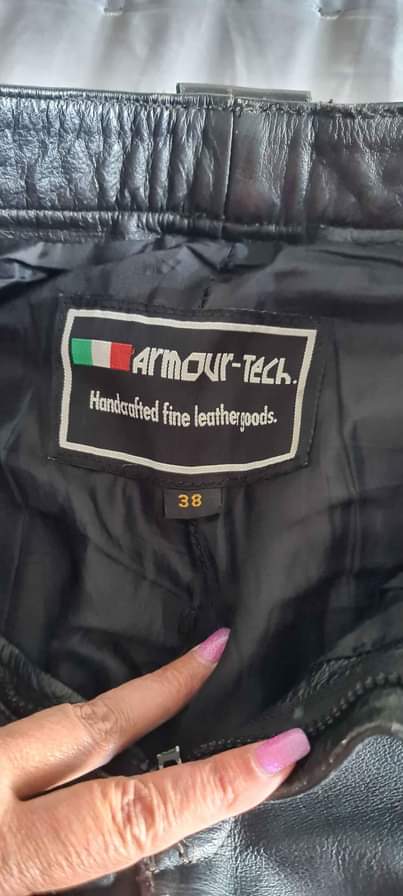 ARMOUR-TECH.
Handcrafted fine leathergoods.
38